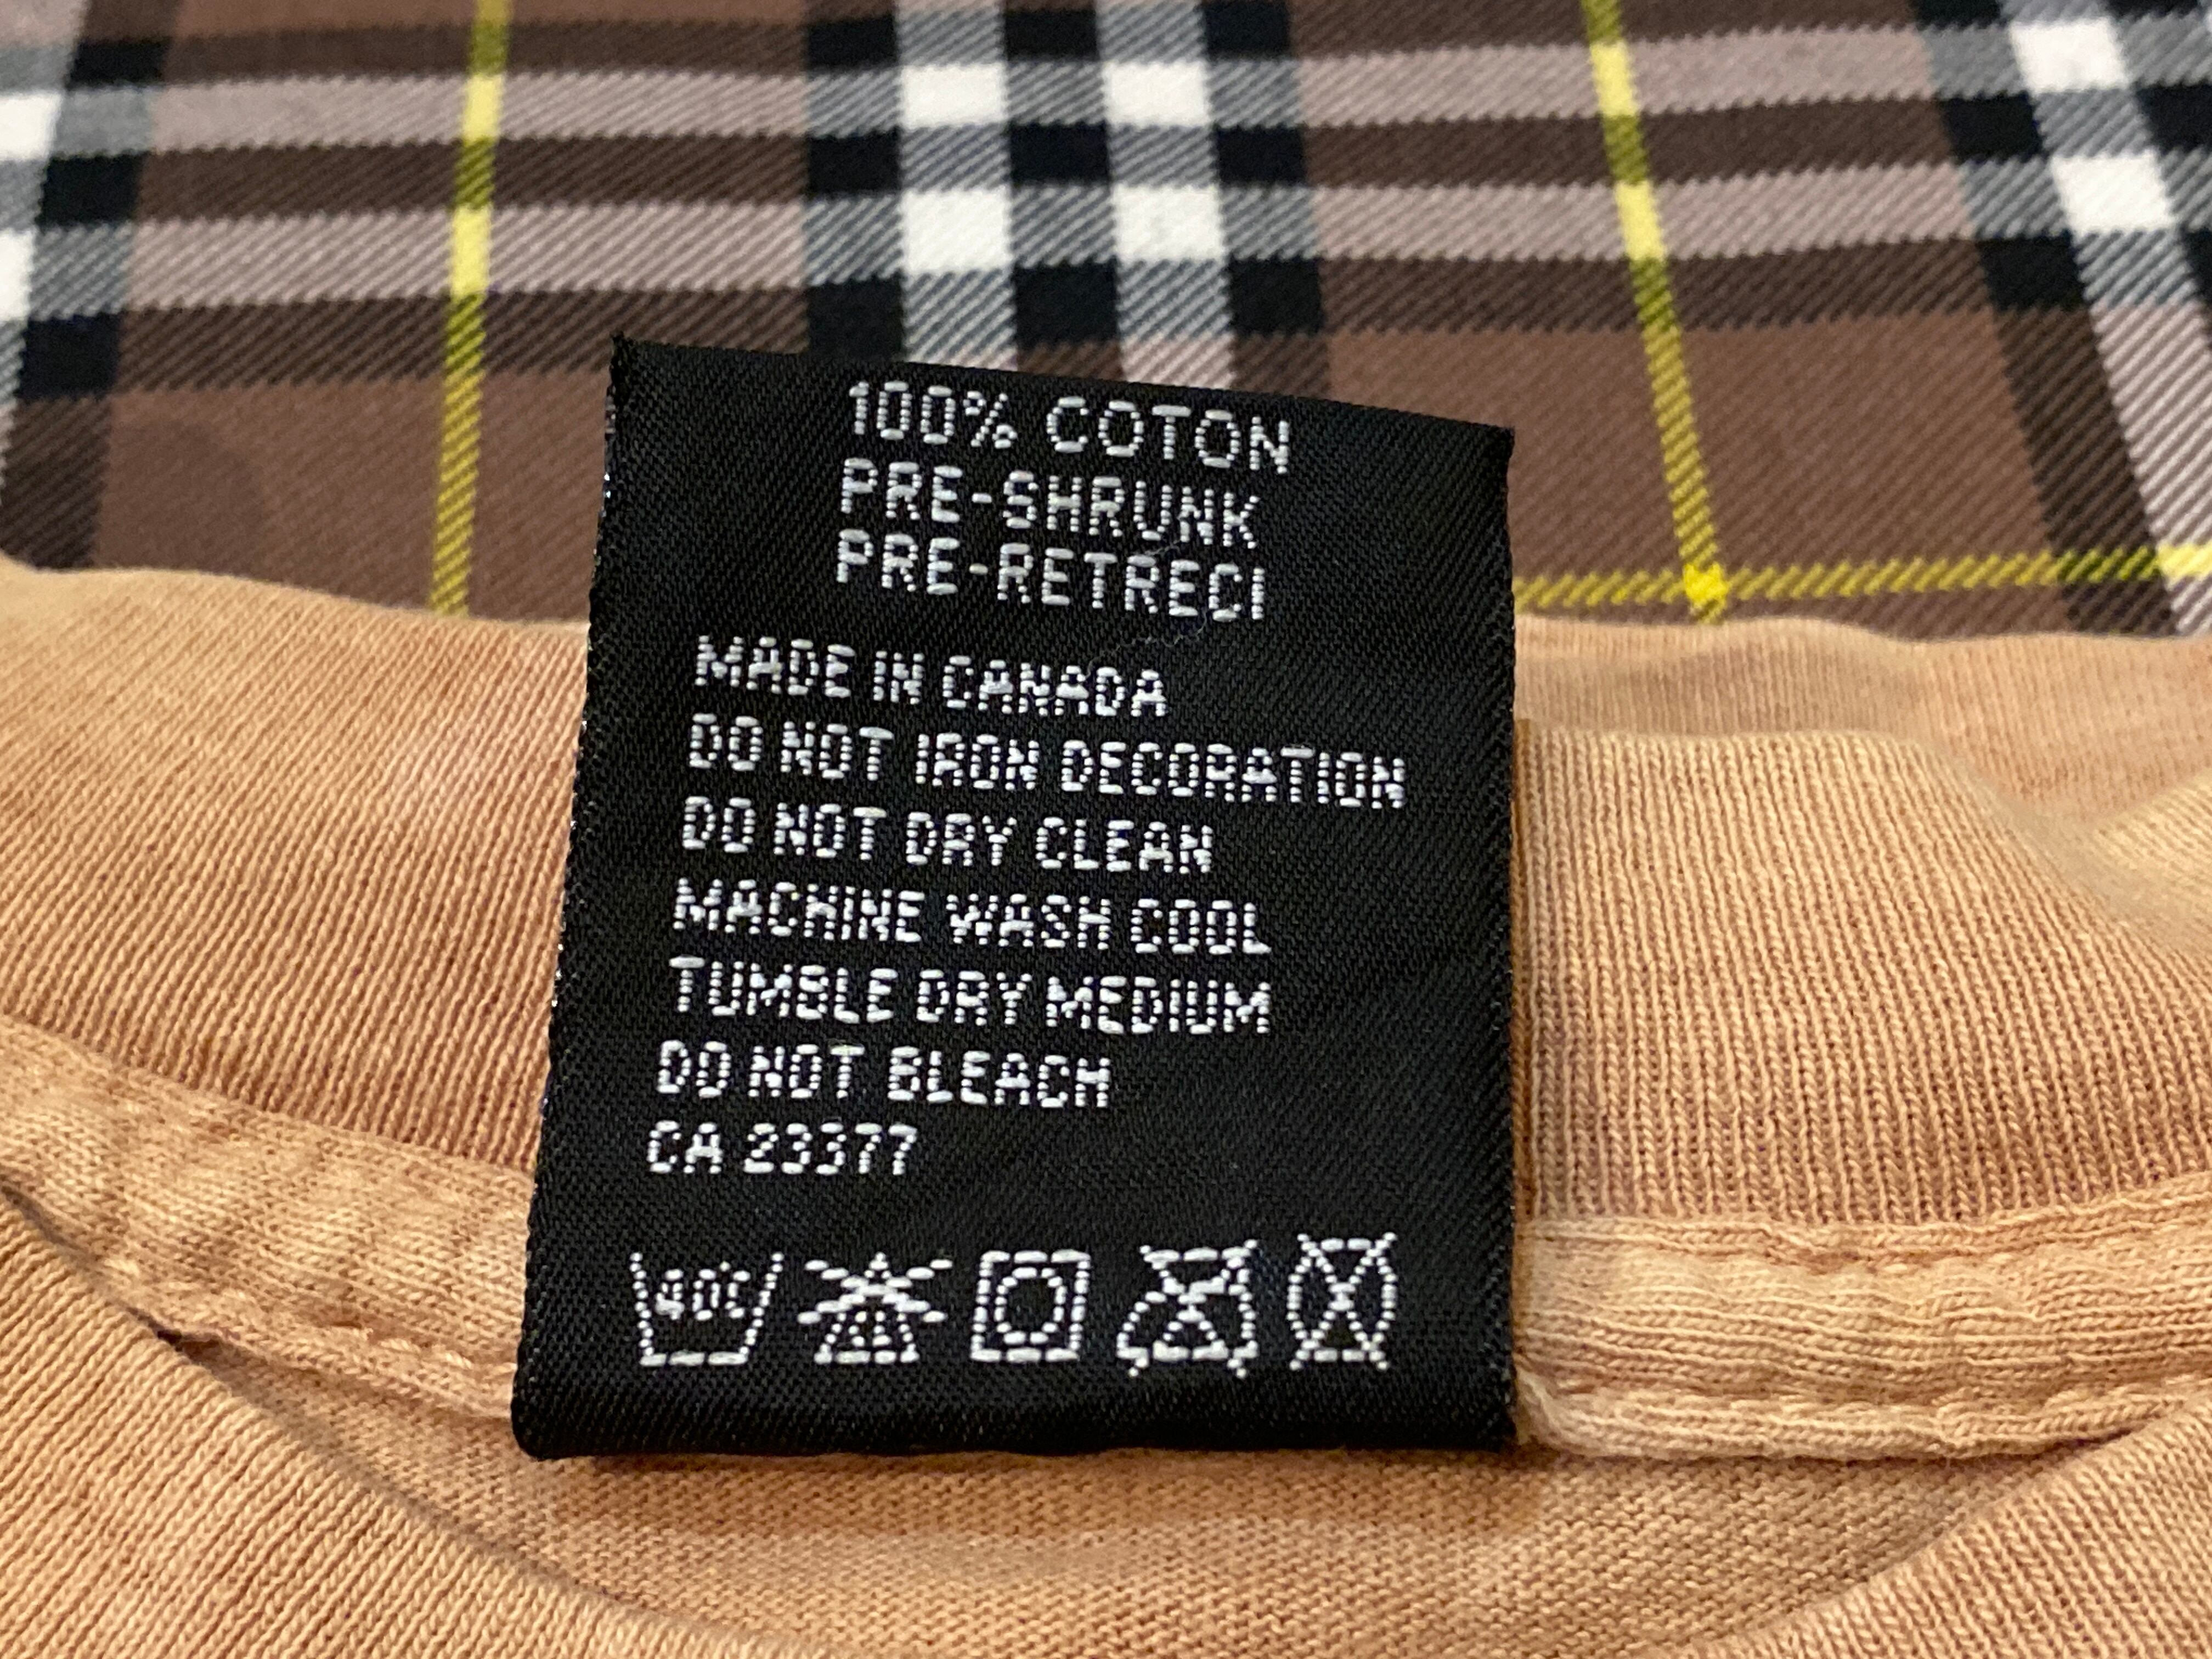 100% COTON
PRE-SHRUNK
PRE-RETRECI
MADE IN CANADA
DO NOT IRON DECORATION
DO NOT DRY CLEAN
MACHINE WASH COOL
TUMBLE DRY MEDIUM
DO NOT BLEACH
CA 23377
40°C